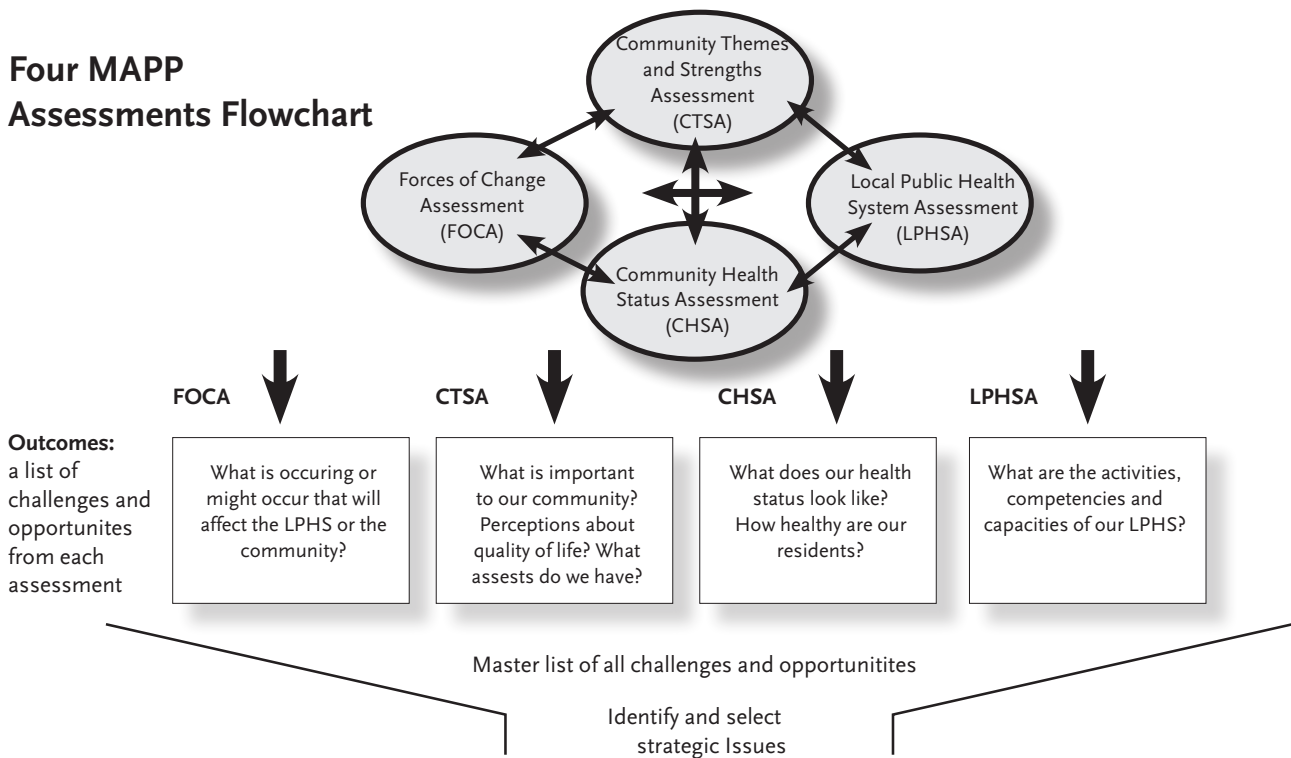 Four MAPP
Assessments Flowchart
Community Themes
and Strengths
Assessment
(CTSA)
Forces of Change
Assessment
(FOCA)
Local Public Health
System Assessment
(LPHSA)
Community Health
Status Assessment
(CHSA)
FOCA
CTSA
CHSA
LPHSA
Outcomes:
a list of
challenges and
opportunites
from each
assessment
What is occuring or
might occur that will
affect the LPHS or the
community?
What is important
to our community?
Perceptions about
quality of life? What
assests do we have?
What does our health
status look like?
How healthy are our
residents?
What are the activities,
competencies and
capacities of our LPHS?
Master list of all challenges and opportunitites
Identify and select
strategic Issues